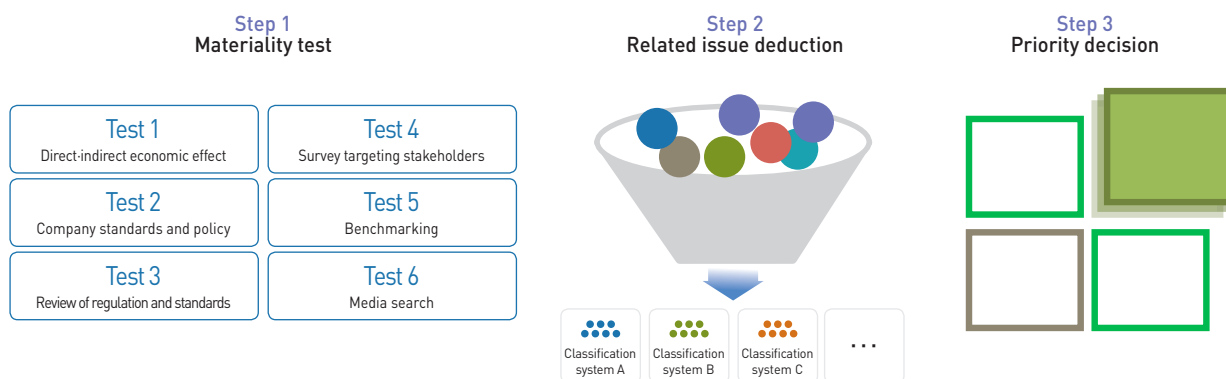 Step 1
Materiality test
Test 1
Direct·indirect economic effect
Test 2
Company standards and policy
Test 3
Review of regulation and standards
Test 4
Survey targeting stakeholders
Test 5
Benchmarking
Test 6
Media search
Step 2
Related issue deduction
Classification
system A
Classification
system B
Classification
system C
...
Step 3
Priority decision